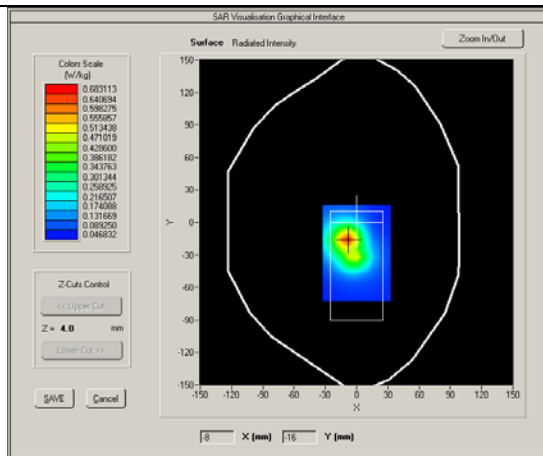 SAR Visualisation Graphical Interface
Surface Radiated Intensity
Zoom In/Out
Colors Scale
(W/kg)
0.683113
0.640694
0.598275
0.555857
0.513438
0.471019
0.428600
0.386182
0.343763
0.301344
0.258925
0.216507
0.174088
0.131669
0.089250
0.046832
Z-Cuts Control
<< Upper Cut
Z = 4.0 mm
Lower Cut >>
SAVE Cancel
150
120
90
60
30
0
-30
-60
-90
-120
-150
Y
-150 -120 -90 -60 -30 0 30 60 90 120 150
X
-8 X (mm) -16 Y (mm)